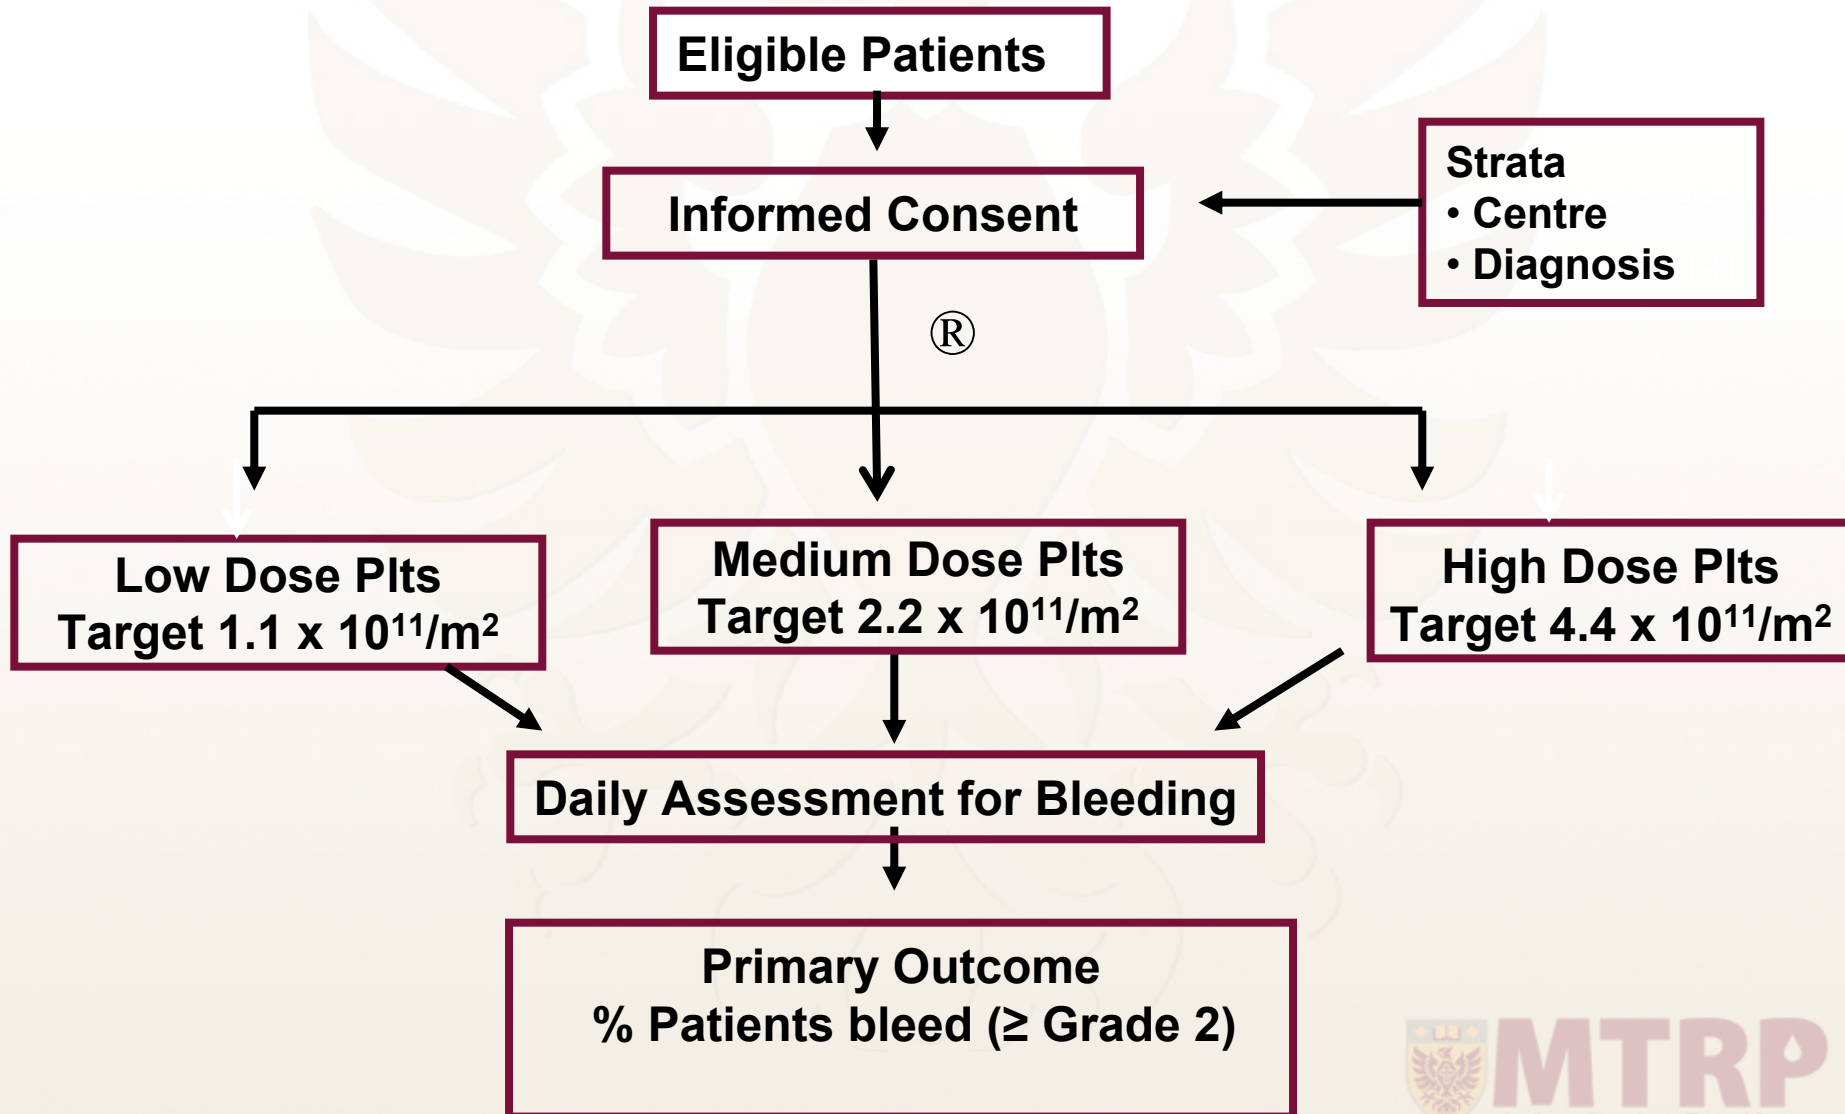 Eligible Patients
Informed Consent
Strata
• Centre
• Diagnosis
®
Low Dose Plts
Target 1.1 x 10¹¹/m²
Medium Dose Plts
Target 2.2 x 10¹¹/m²
High Dose Plts
Target 4.4 x 10¹¹/m²
Daily Assessment for Bleeding
Primary Outcome
% Patients bleed (≥ Grade 2)
MTRP